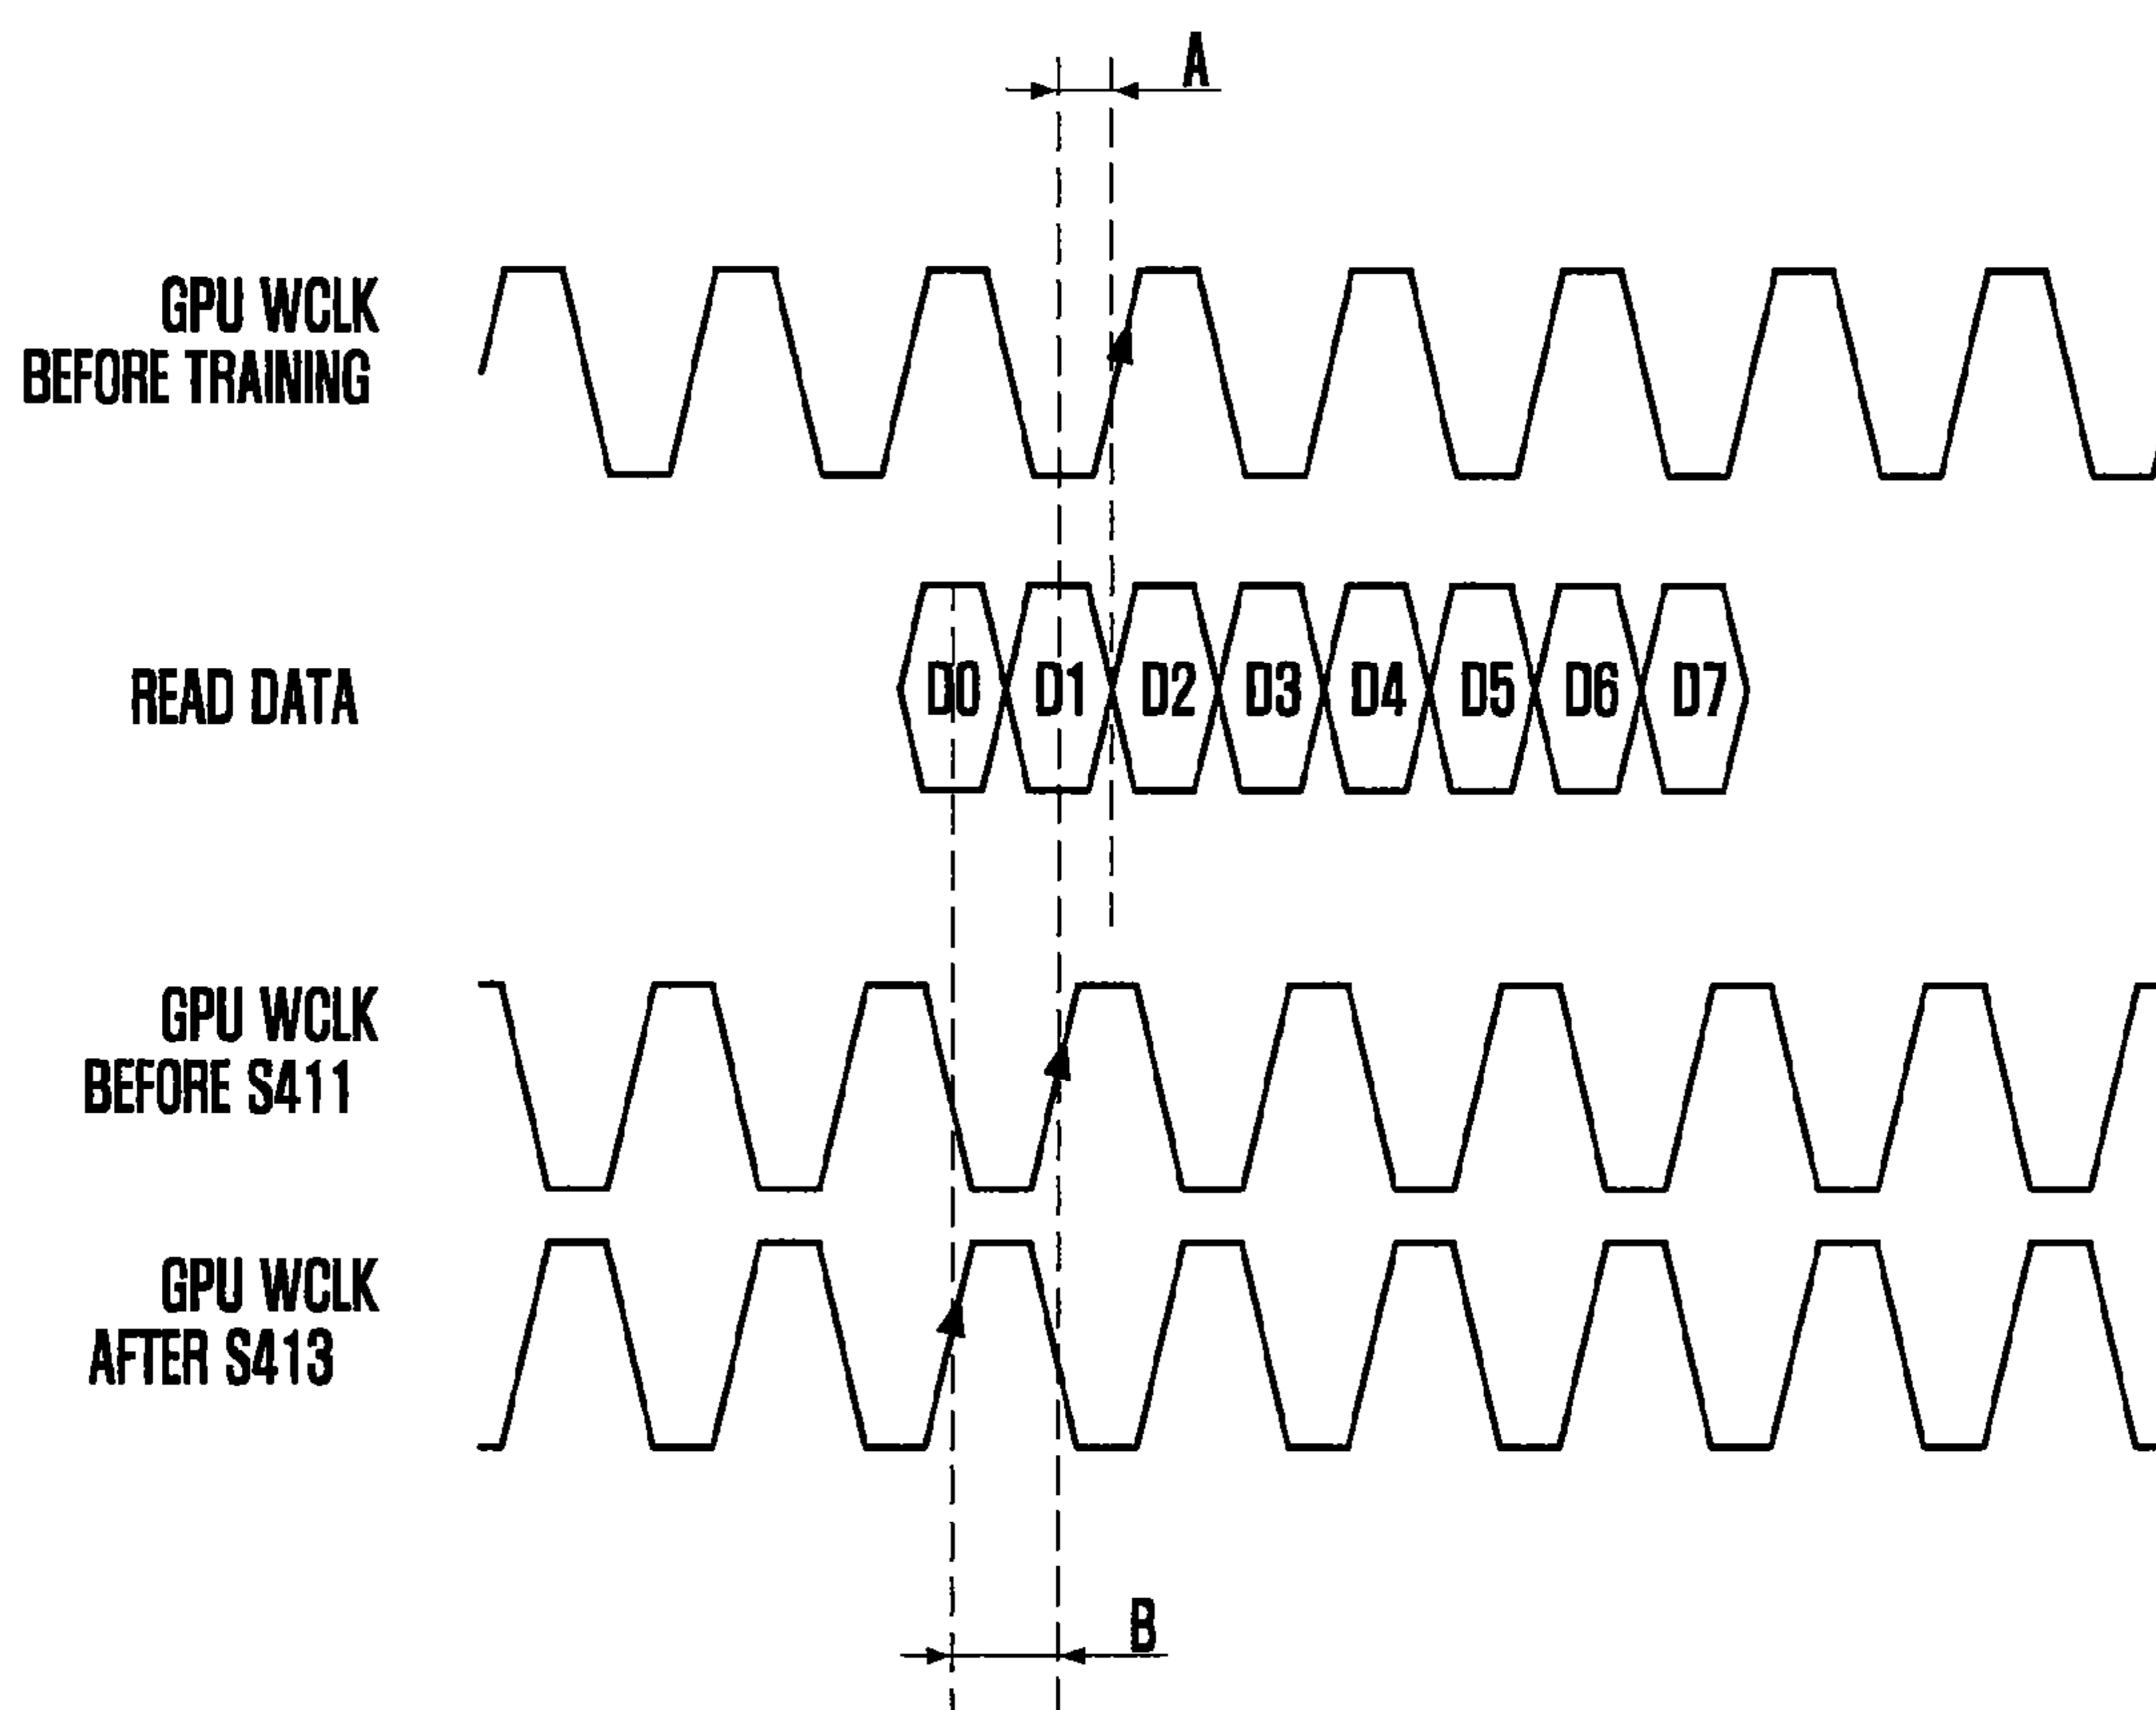 A
GPU WCLK
BEFORE TRAINING
READ DATA
D0 D1 D2 D3 D4 D5 D6 D7
GPU WCLK
BEFORE S411
GPU WCLK
AFTER S413
B